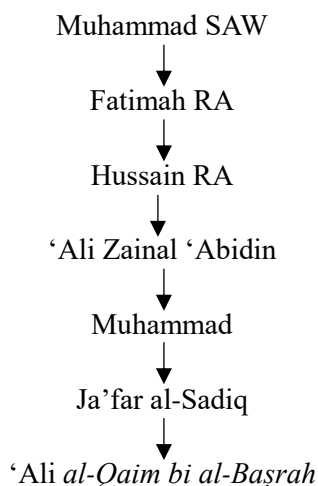 Muhammad SAW
Fatimah RA
Hussain RA
‘Ali Zainal ‘Abidin
Muhammad
Ja’far al-Sadiq
‘Ali al-Qaim bi al-Baṣrah